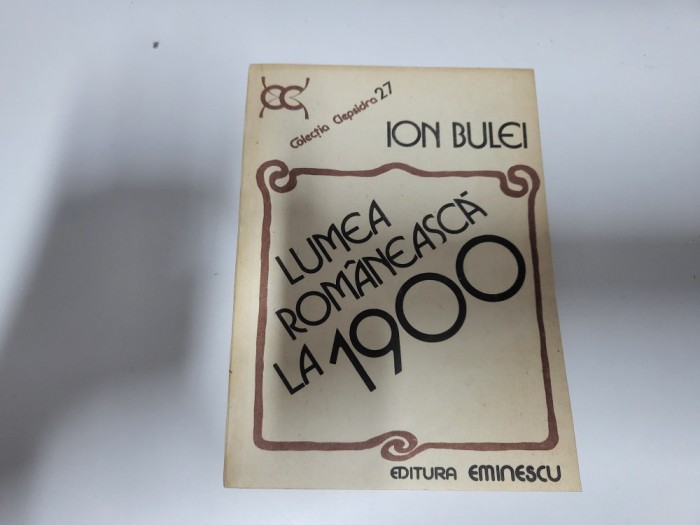 Colecția Clepsidra 27
ION BULEI
LUMEA
ROMÂNEASCĂ
LA 1900
EDITURA EMINESCU